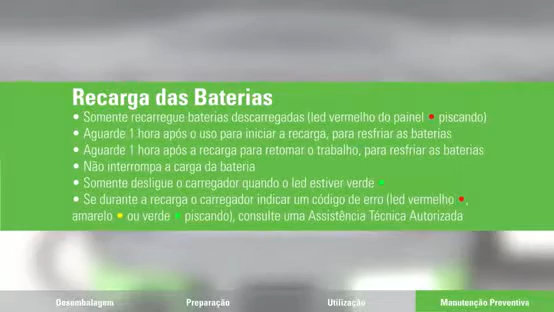 Recarga das Baterias
• Somente recarregue baterias descarregadas (led vermelho do painel • piscando)
• Aguarde 1 hora após o uso para iniciar a recarga, para resfriar as baterias
• Aguarde 1 hora após a recarga para retomar o trabalho, para resfriar as baterias
• Não interrompa a carga da bateria
• Somente desligue o carregador quando o led estiver verde •
• Se durante a recarga o carregador indicar um código de erro (led vermelho •,
amarelo • ou verde • piscando), consulte uma Assistência Técnica Autorizada
Desembalagem Preparação Utilização Manutenção Preventiva